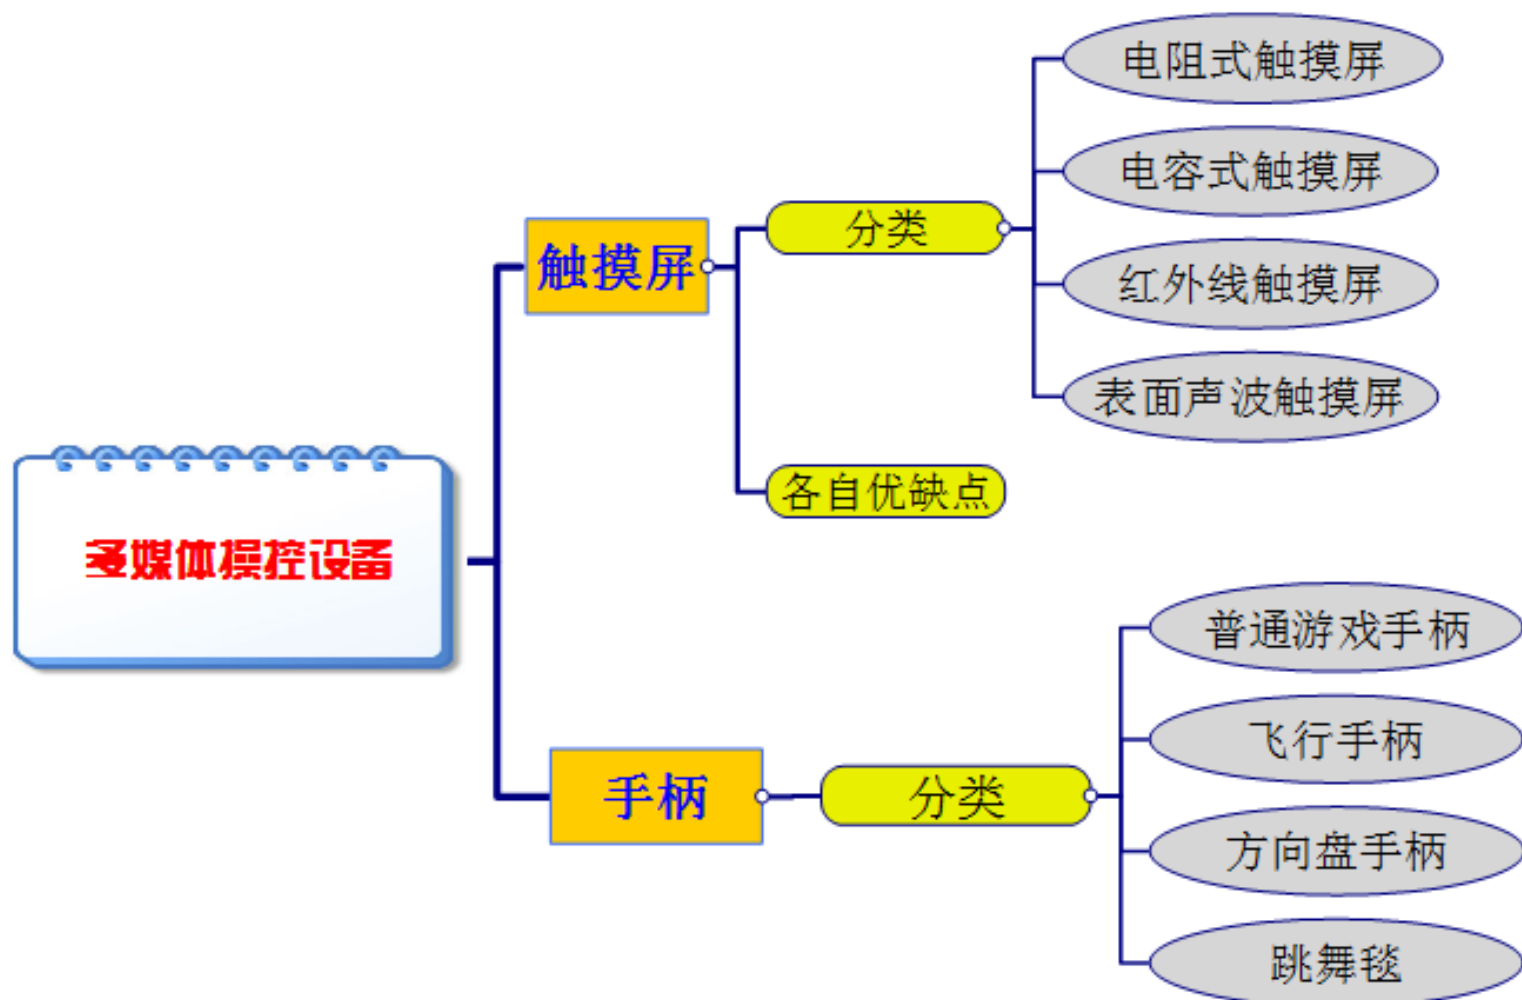 多媒体操控设备
触摸屏
分类
电阻式触摸屏
电容式触摸屏
红外线触摸屏
表面声波触摸屏
各自优缺点
手柄
分类
普通游戏手柄
飞行手柄
方向盘手柄
跳舞毯